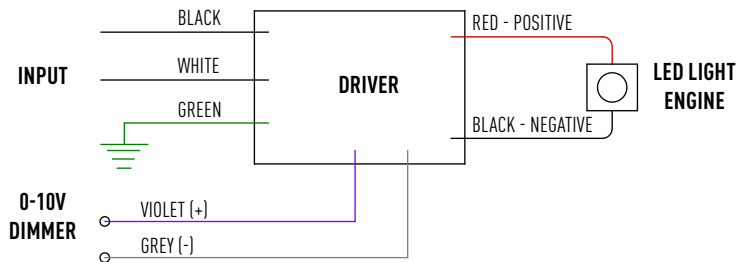 BLACK
RED - POSITIVE
INPUT
WHITE
DRIVER
LED LIGHT
ENGINE
GREEN
BLACK - NEGATIVE
0-10V
DIMMER
VIOLET (+)
GREY (-)